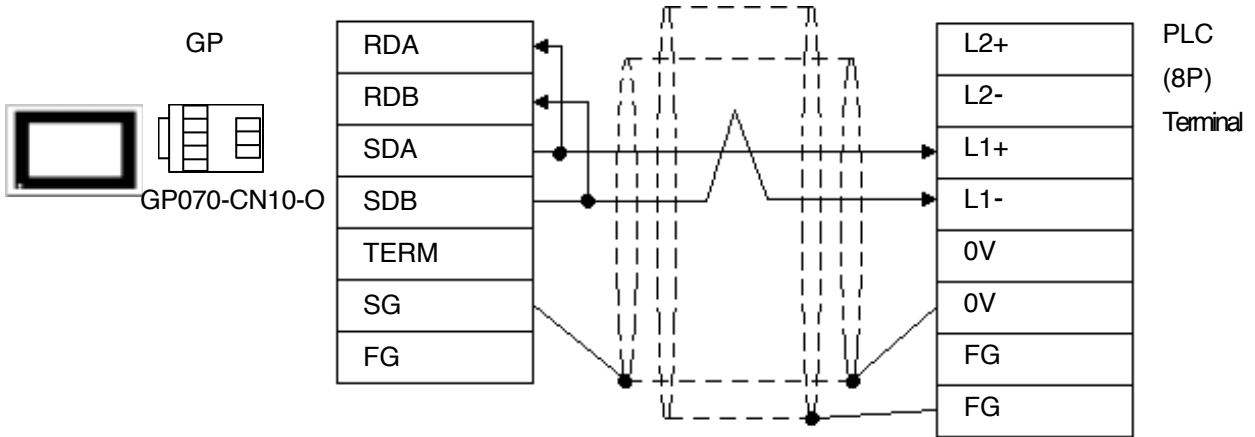 GP
GP070-CN10-O
RDA
RDB
SDA
SDB
TERM
SG
FG
L2+
L2-
L1+
L1-
0V
0V
FG
FG
PLC
(8P)
Terminal